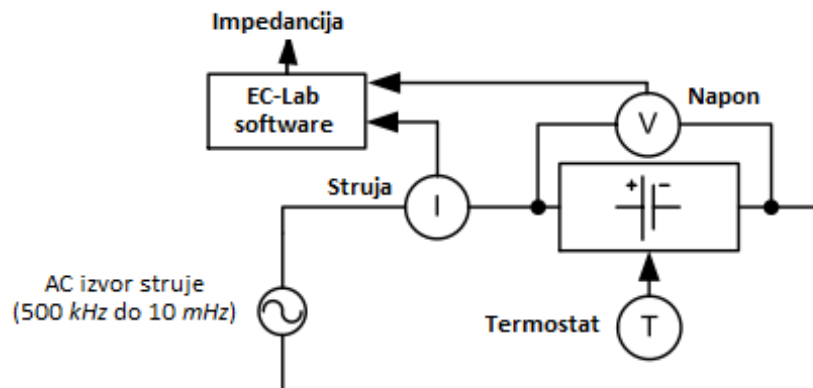 Impedancija
EC-Lab
software
Napon
V
Struja
I
+ −
AC izvor struje
(500 kHz do 10 mHz)
Termostat
T